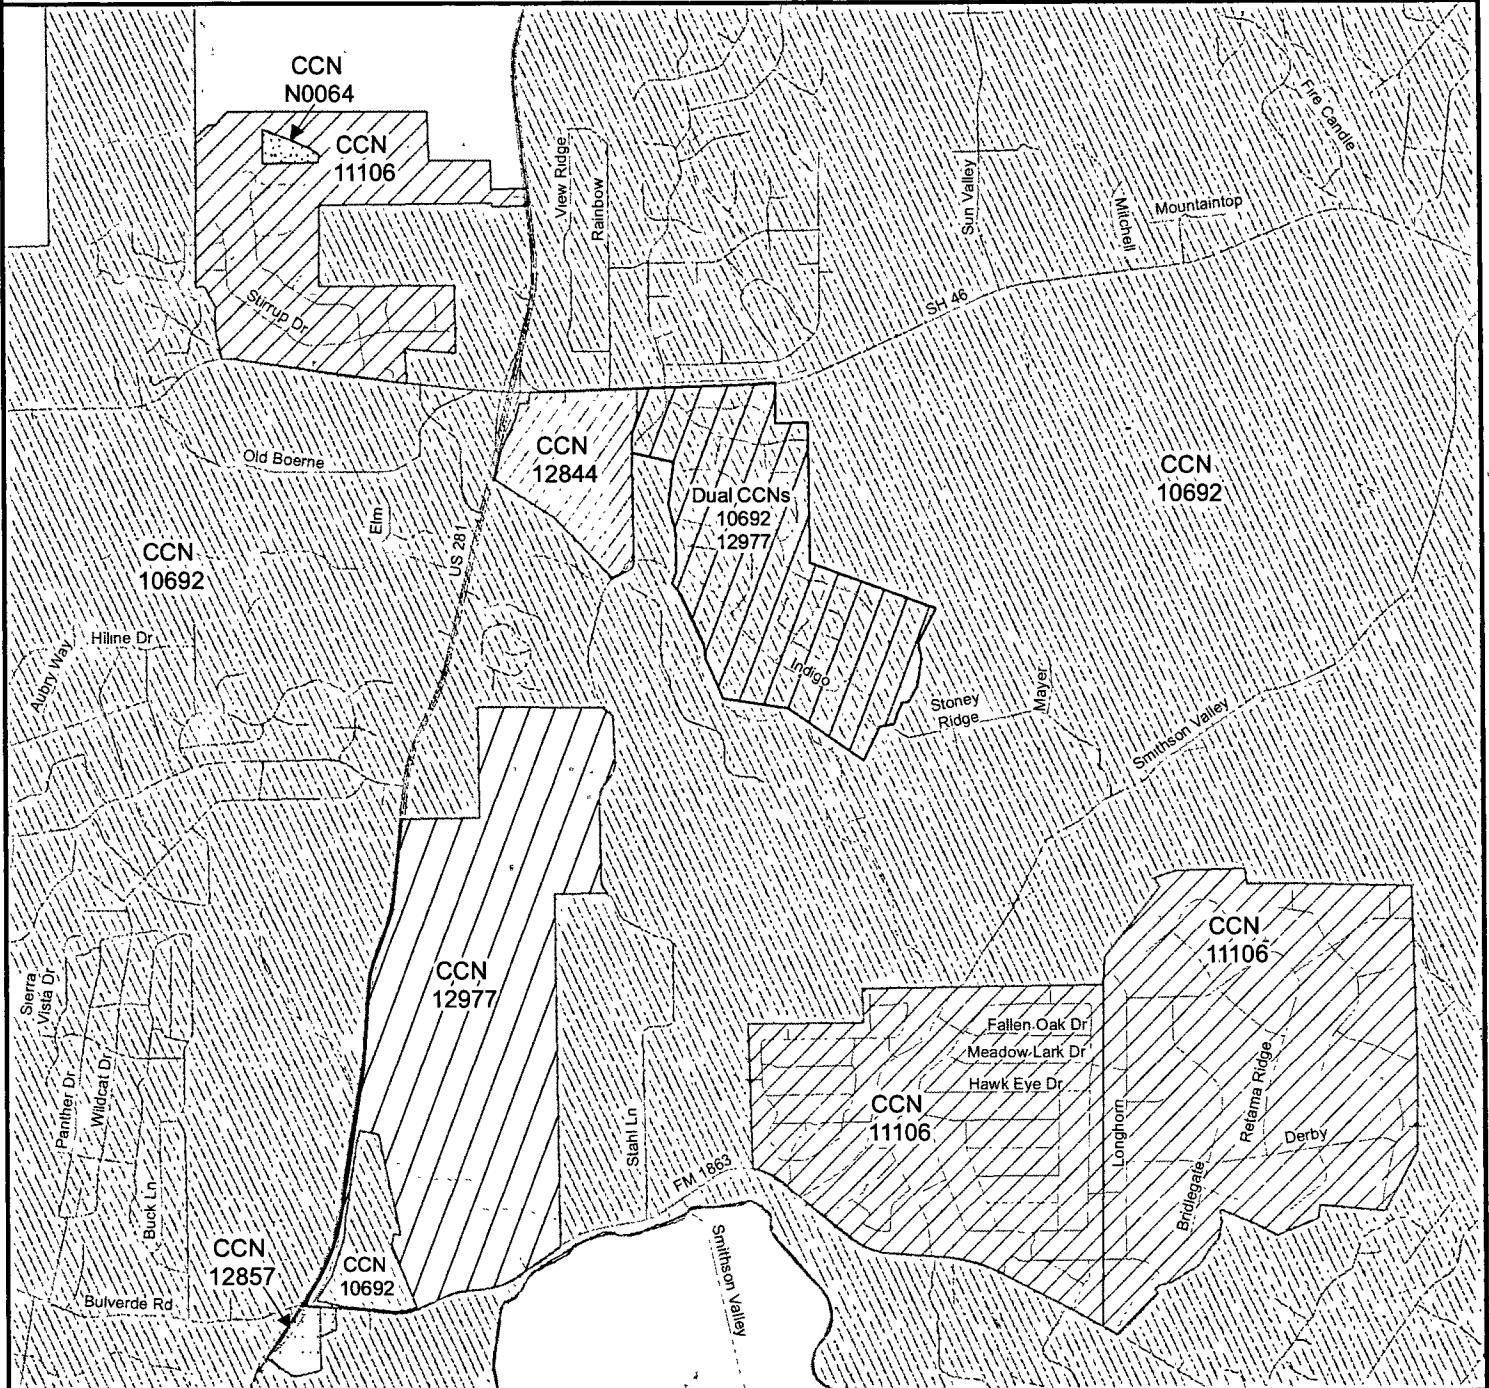 CCN
N0064
CCN
11106
View Ridge
Rainbow
Sun Valley
Mitchell
Mountaintop
Fire Candle
Stirrup Dr
SH 46
Old Boerne
Elm
US 281
CCN
12844
Dual CCNs
10692
12977
CCN
10692
CCN
10692
Hiline Dr
Aubry Way
Indigo
Stoney
Ridge
Mayer
Smithson Valley
CCN
12977
CCN
11106
Sierra
Vista Dr
Panther Dr
Wildcat Dr
Buck Ln
Stahl Ln
FM 1863
Fallen Oak Dr
Meadow Lark Dr
Hawk Eye Dr
CCN
11106
Longhorn
Retama Ridge
Derby
Bridlegate
CCN
12857
CCN
10692
Bulverde Rd
Smithson Valley